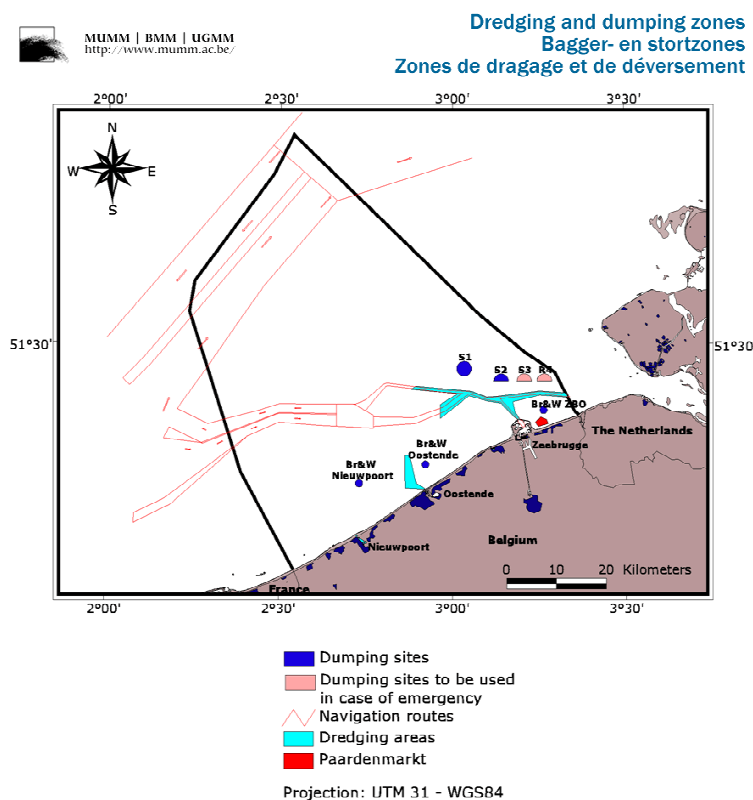 MUMM | BMM | UGMM
http://www.mumm.ac.be/
Dredging and dumping zones
Bagger- en stortzones
Zones de dragage et de déversement
2°00' 2°30' 3°00' 3°30'
N
W E
S
51°30' 51°30
S1
S2 S3 R4
Br&W ZBO
Zeebrugge
The Netherlands
Br&W
Oostende
Br&W
Nieuwpoort
Oostende
Nieuwpoort
Belgium
France
0 10 20 Kilometers
2°00' 2°30' 3°00' 3°30'
Dumping sites
Dumping sites to be used
in case of emergency
Navigation routes
Dredging areas
Paardenmarkt
Projection: UTM 31 - WGS84